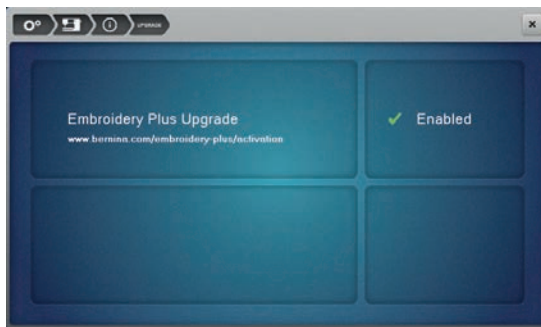 UPGRADE
Embroidery Plus Upgrade
www.bernina.com/embroidery-plus/activation
Enabled